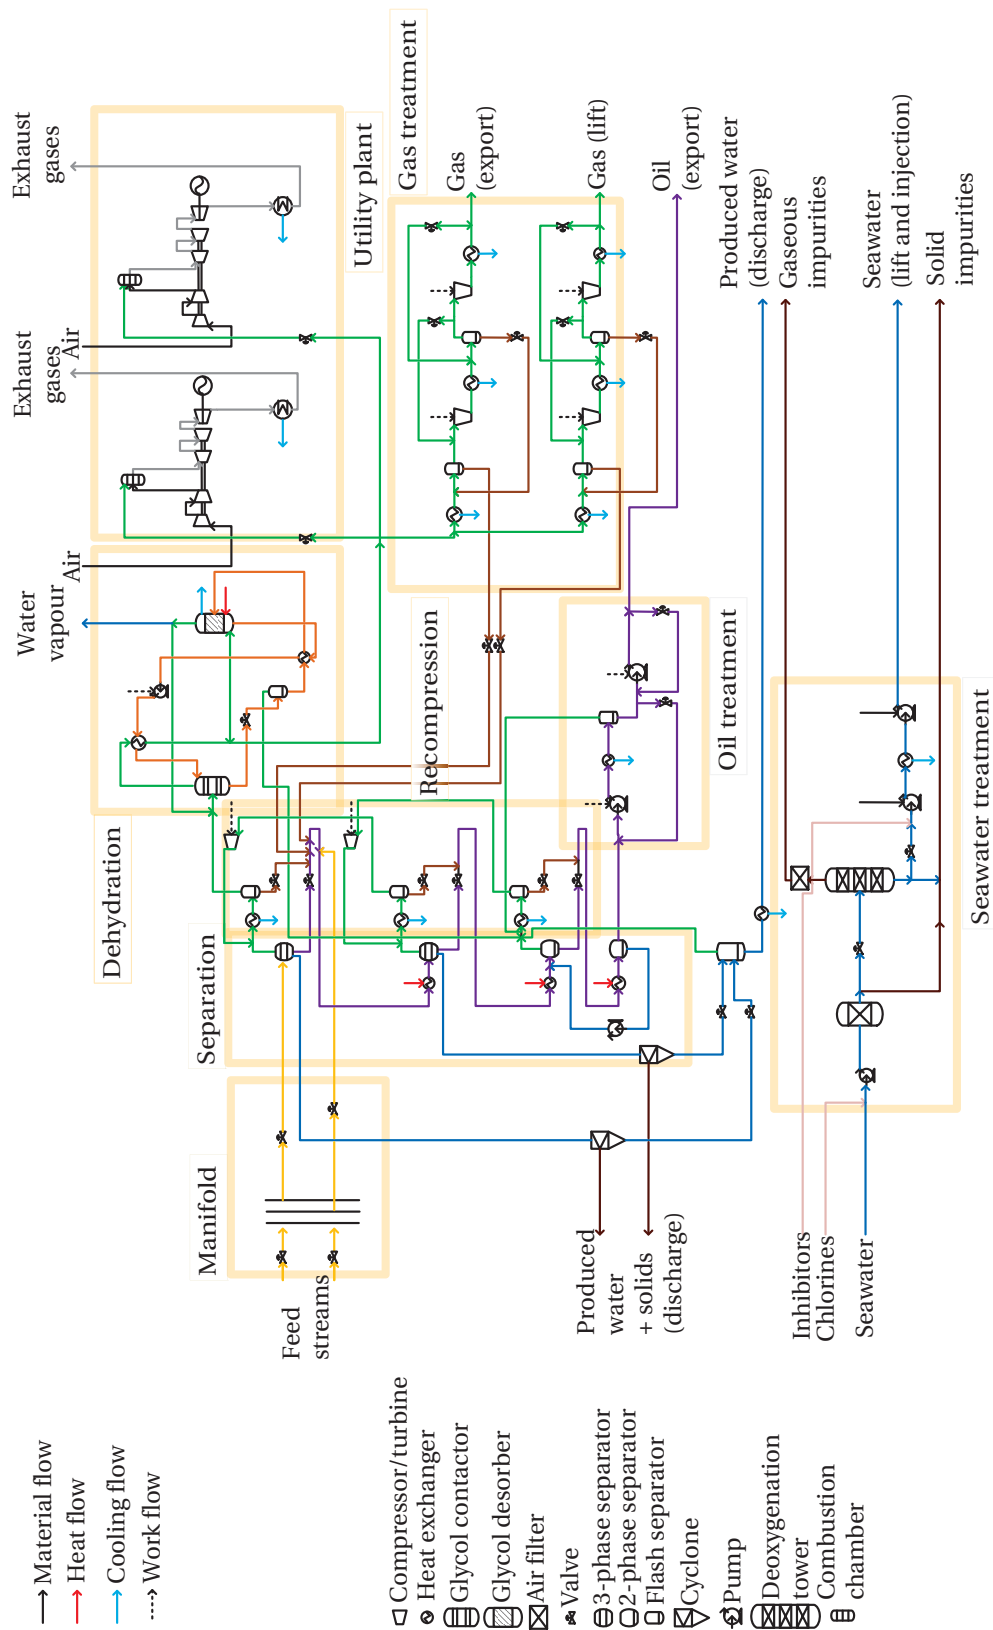 Exhaust
gases
Exhaust
gases
Air
Air
Water
vapour
Utility plant
Gas treatment
Gas
(export)
Gas (lift)
Oil
(export)
Produced water
(discharge)
Gaseous
impurities
Seawater
(lift and injection)
Solid
impurities
Dehydration
Recompression
Oil treatment
Separation
Seawater treatment
Manifold
Feed
streams
Produced
water
+ solids
(discharge)
Inhibitors
Chlorines
Seawater
Material flow
Heat flow
Cooling flow
Work flow
Compressor/turbine
Heat exchanger
Glycol contactor
Glycol desorber
Air filter
Valve
3-phase separator
2-phase separator
Flash separator
Cyclone
Pump
Deoxygenation
tower
Combustion
chamber